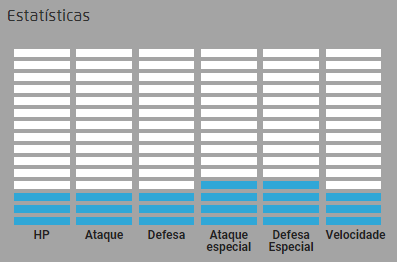 Estatísticas
HP
Ataque
Defesa
Ataque
especial
Defesa
Especial
Velocidade